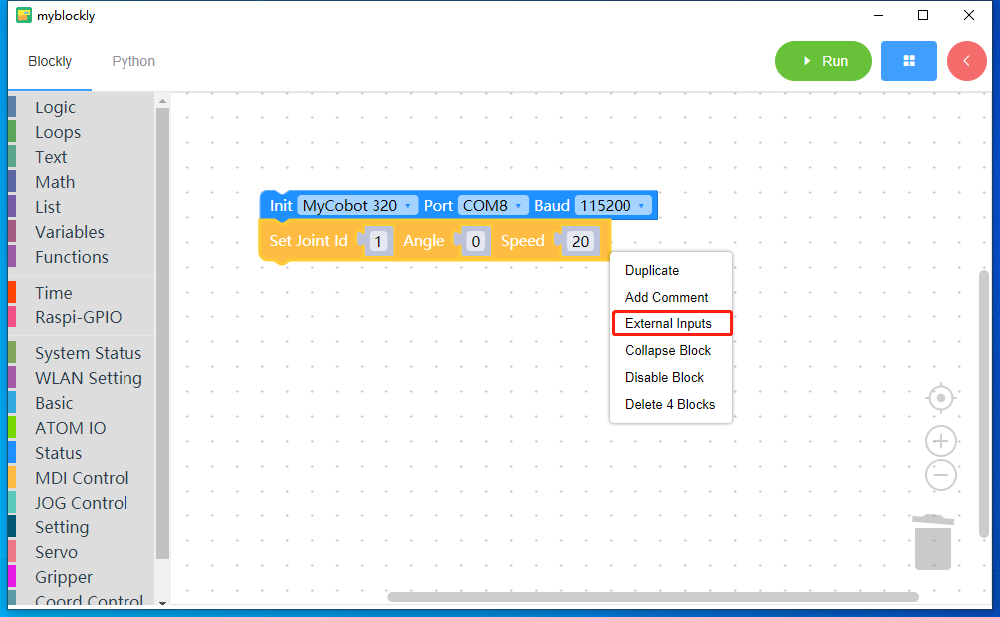 myblockly
Blockly Python Run
Logic
Loops
Text
Math
List
Variables
Functions
Time
Raspi-GPIO
System Status
WLAN Setting
Basic
ATOM IO
Status
MDI Control
JOG Control
Setting
Servo
Gripper
Coord Control
Init MyCobot 320 Port COM8 Baud 115200
Set Joint Id 1 Angle 0 Speed 20
Duplicate
Add Comment
External Inputs
Collapse Block
Disable Block
Delete 4 Blocks